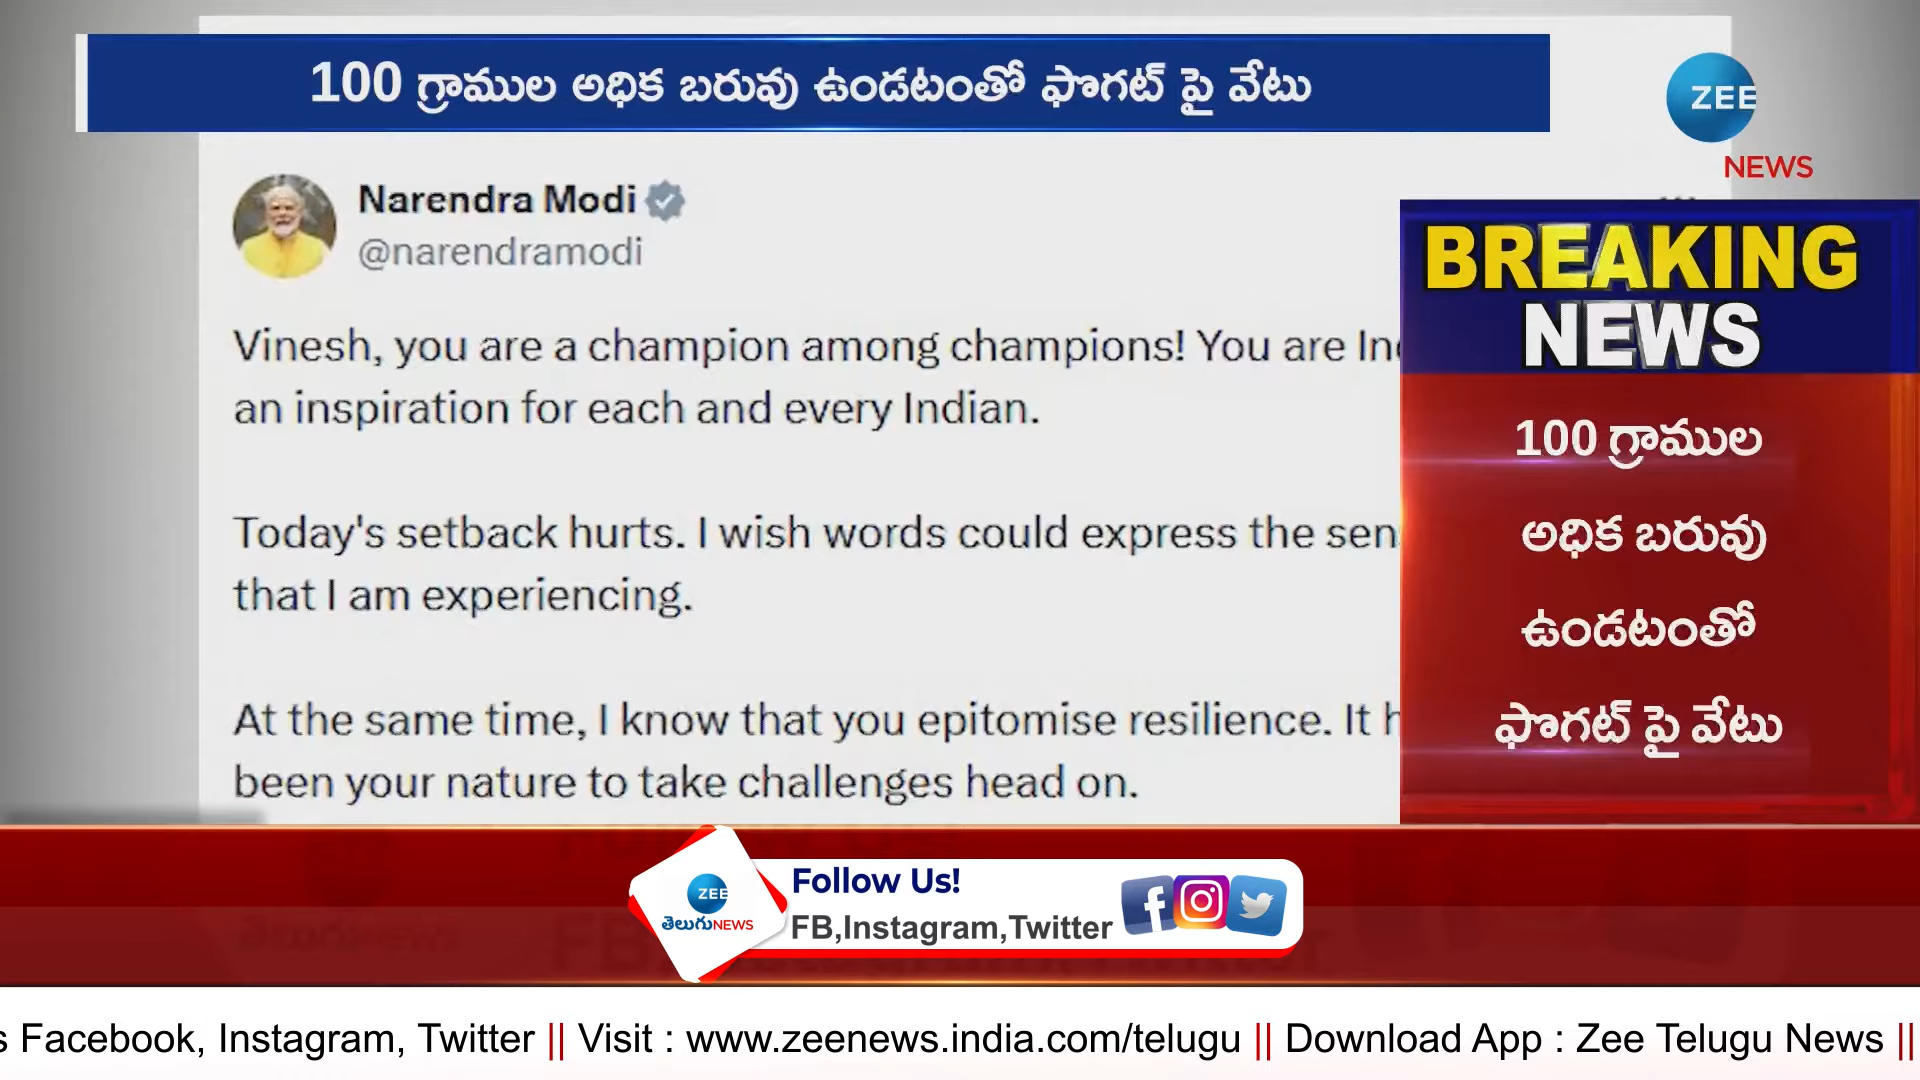 100 గ్రాముల అధిక బరువు ఉండటంతో ఫొగట్ పై వేటు
ZEE
NEWS
Narendra Modi
@narendramodi
Vinesh, you are a champion among champions! You are
an inspiration for each and every Indian.
Today's setback hurts. I wish words could express the
that I am experiencing.
At the same time, I know that you epitomise resilience. It
been your nature to take challenges head on.
BREAKING
NEWS
100 గ్రాముల
అధిక బరువు
ఉండటంతో
ఫొగట్ పై వేటు
ZEE
తెలుగు NEWS
Follow Us!
FB,Instagram,Twitter
Facebook, Instagram, Twitter || Visit : www.zeenews.india.com/telugu || Download App : Zee Telugu News ||